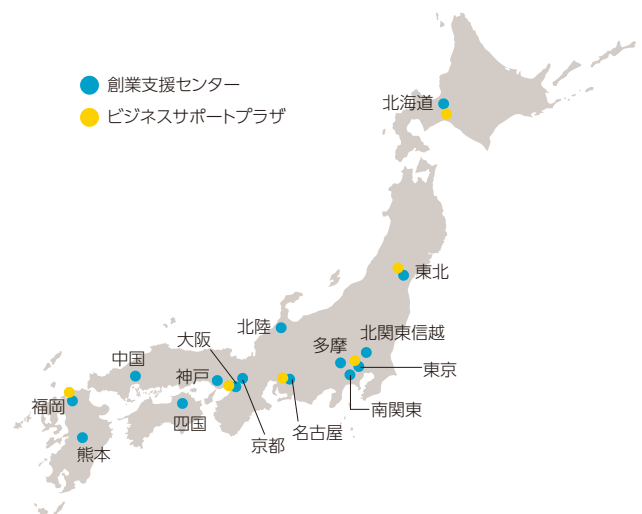 創業支援センター
ビジネスサポートプラザ
北海道
東北
北陸
北関東信越
多摩
東京
南関東
大阪
中国
神戸
名古屋
京都
四国
福岡
熊本